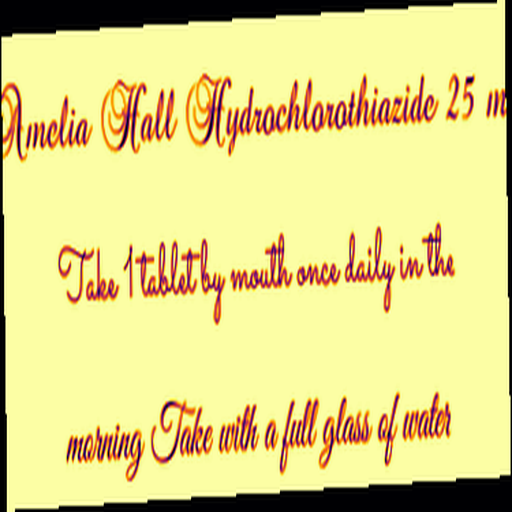 Amelia Hall Hydrochlorothiazide 25 m
Take 1 tablet by mouth once daily in the
morning Take with a full glass of water